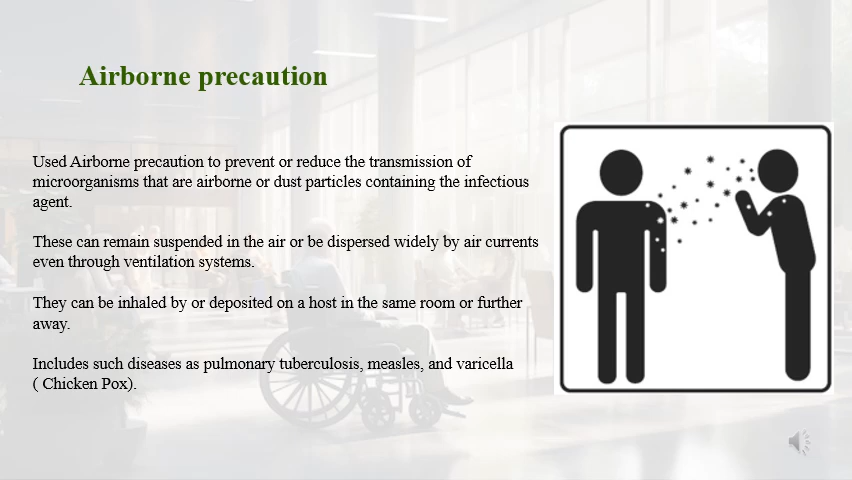 Airborne precaution
Used Airborne precaution to prevent or reduce the transmission of
microorganisms that are airborne or dust particles containing the infectious
agent.
These can remain suspended in the air or be dispersed widely by air currents
even through ventilation systems.
They can be inhaled by or deposited on a host in the same room or further
away.
Includes such diseases as pulmonary tuberculosis, measles, and varicella
( Chicken Pox).